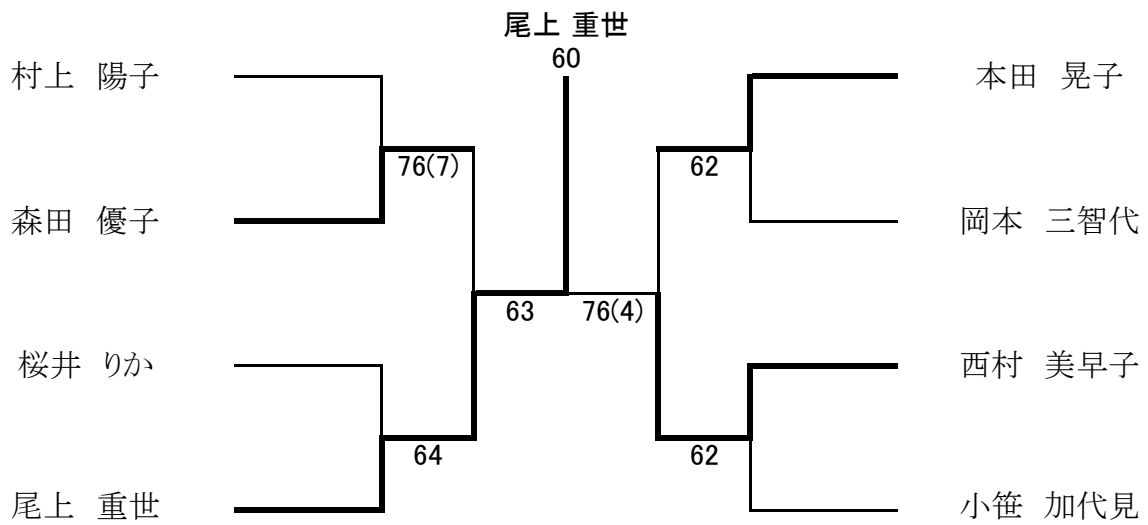 尾上 重世
60
村上 陽子
本田 晃子
76(7)
62
森田 優子
岡本 三智代
63
76(4)
桜井 りか
西村 美早子
64
62
尾上 重世
小笹 加代見